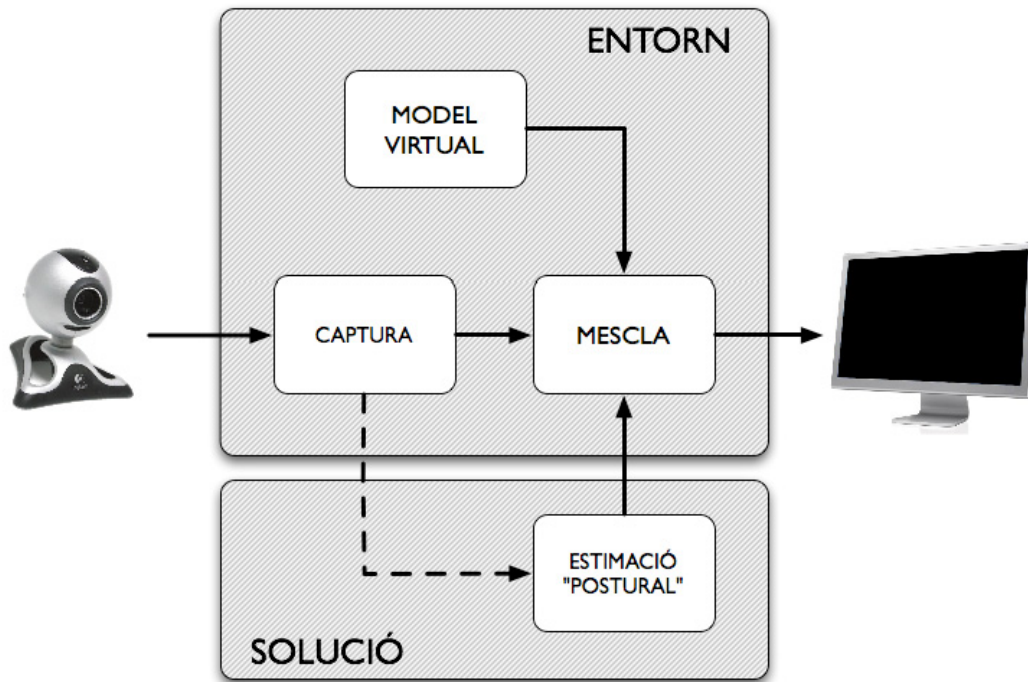 ENTORN
MODEL
VIRTUAL
CAPTURA
MESCLA
ESTIMACIÓ
"POSTURAL"
SOLUCIÓ